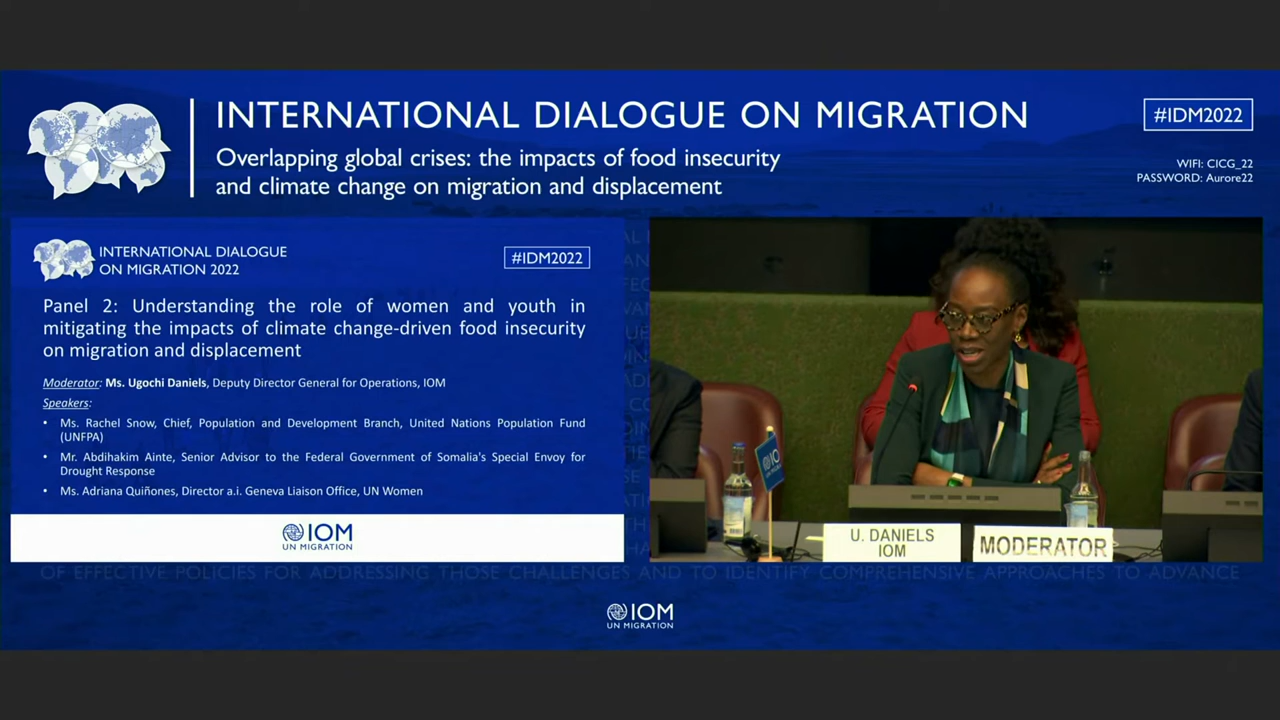 INTERNATIONAL DIALOGUE ON MIGRATION
Overlapping global crises: the impacts of food insecurity
and climate change on migration and displacement
#IDM2022
WIFI: CICG_22
PASSWORD: Aurore22
INTERNATIONAL DIALOGUE
ON MIGRATION 2022
#IDM2022
Panel 2: Understanding the role of women and youth in
mitigating the impacts of climate change-driven food insecurity
on migration and displacement
Moderator: Ms. Ugochi Daniels, Deputy Director General for Operations, IOM
Speakers:
• Ms. Rachel Snow, Chief, Population and Development Branch, United Nations Population Fund
(UNFPA)
• Mr. Abdihakim Ainte, Senior Advisor to the Federal Government of Somalia's Special Envoy for
Drought Response
• Ms. Adriana Quiñones, Director a.i. Geneva Liaison Office, UN Women
IOM
UN MIGRATION
U. DANIELS
IOM
MODERATOR
OF EFFECTIVE POLICIES FOR ADDRESSING THOSE CHALLENGES AND TO IDENTIFY COMPREHENSIVE APPROACHES TO ADVANCE
IOM
UN MIGRATION